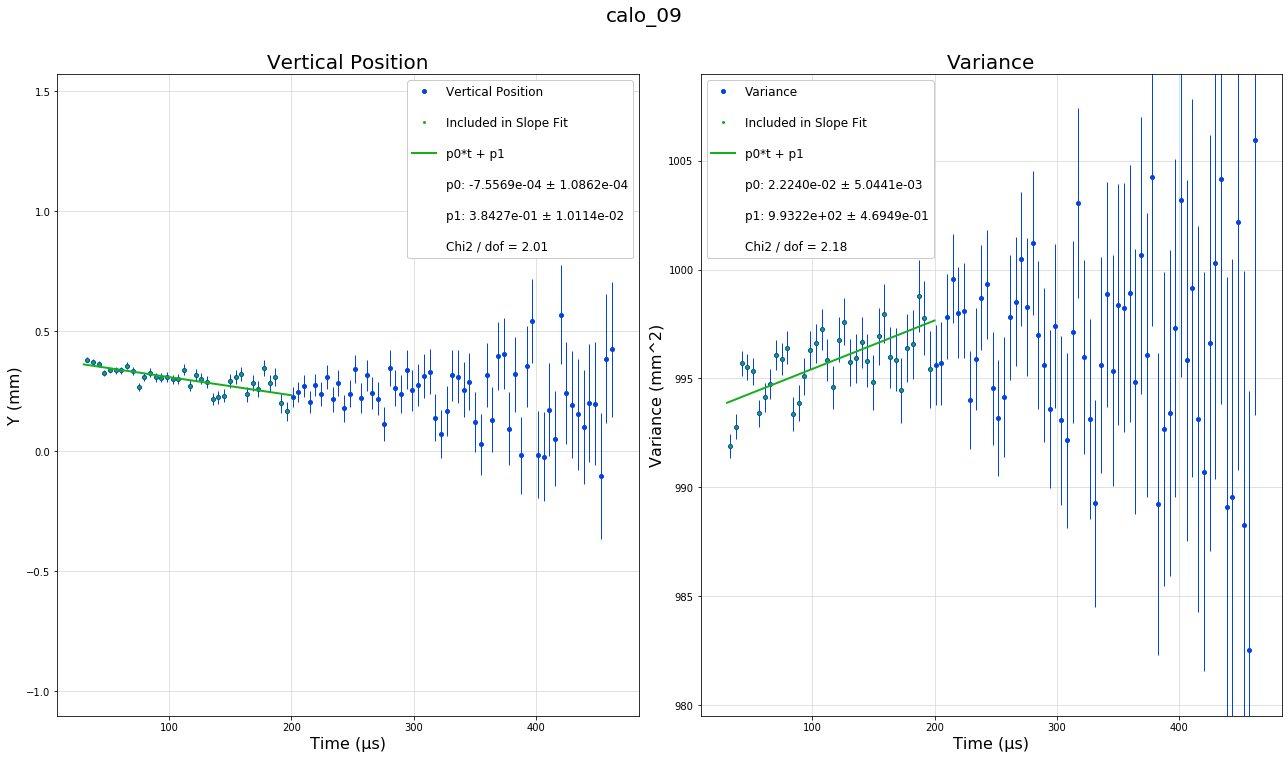 calo_09
Vertical Position
Vertical Position
Included in Slope Fit
p0*t + p1
p0: -7.5569e-04 ± 1.0862e-04
p1: 3.8427e-01 ± 1.0114e-02
Chi2 / dof = 2.01
1.5
1.0
0.5
0.0
−0.5
−1.0
Y (mm)
100
200
300
400
Time (μs)
Variance
Variance
Included in Slope Fit
p0*t + p1
p0: 2.2240e-02 ± 5.0441e-03
p1: 9.9322e+02 ± 4.6949e-01
Chi2 / dof = 2.18
1005
1000
995
990
985
980
Variance (mm^2)
100
200
300
400
Time (μs)